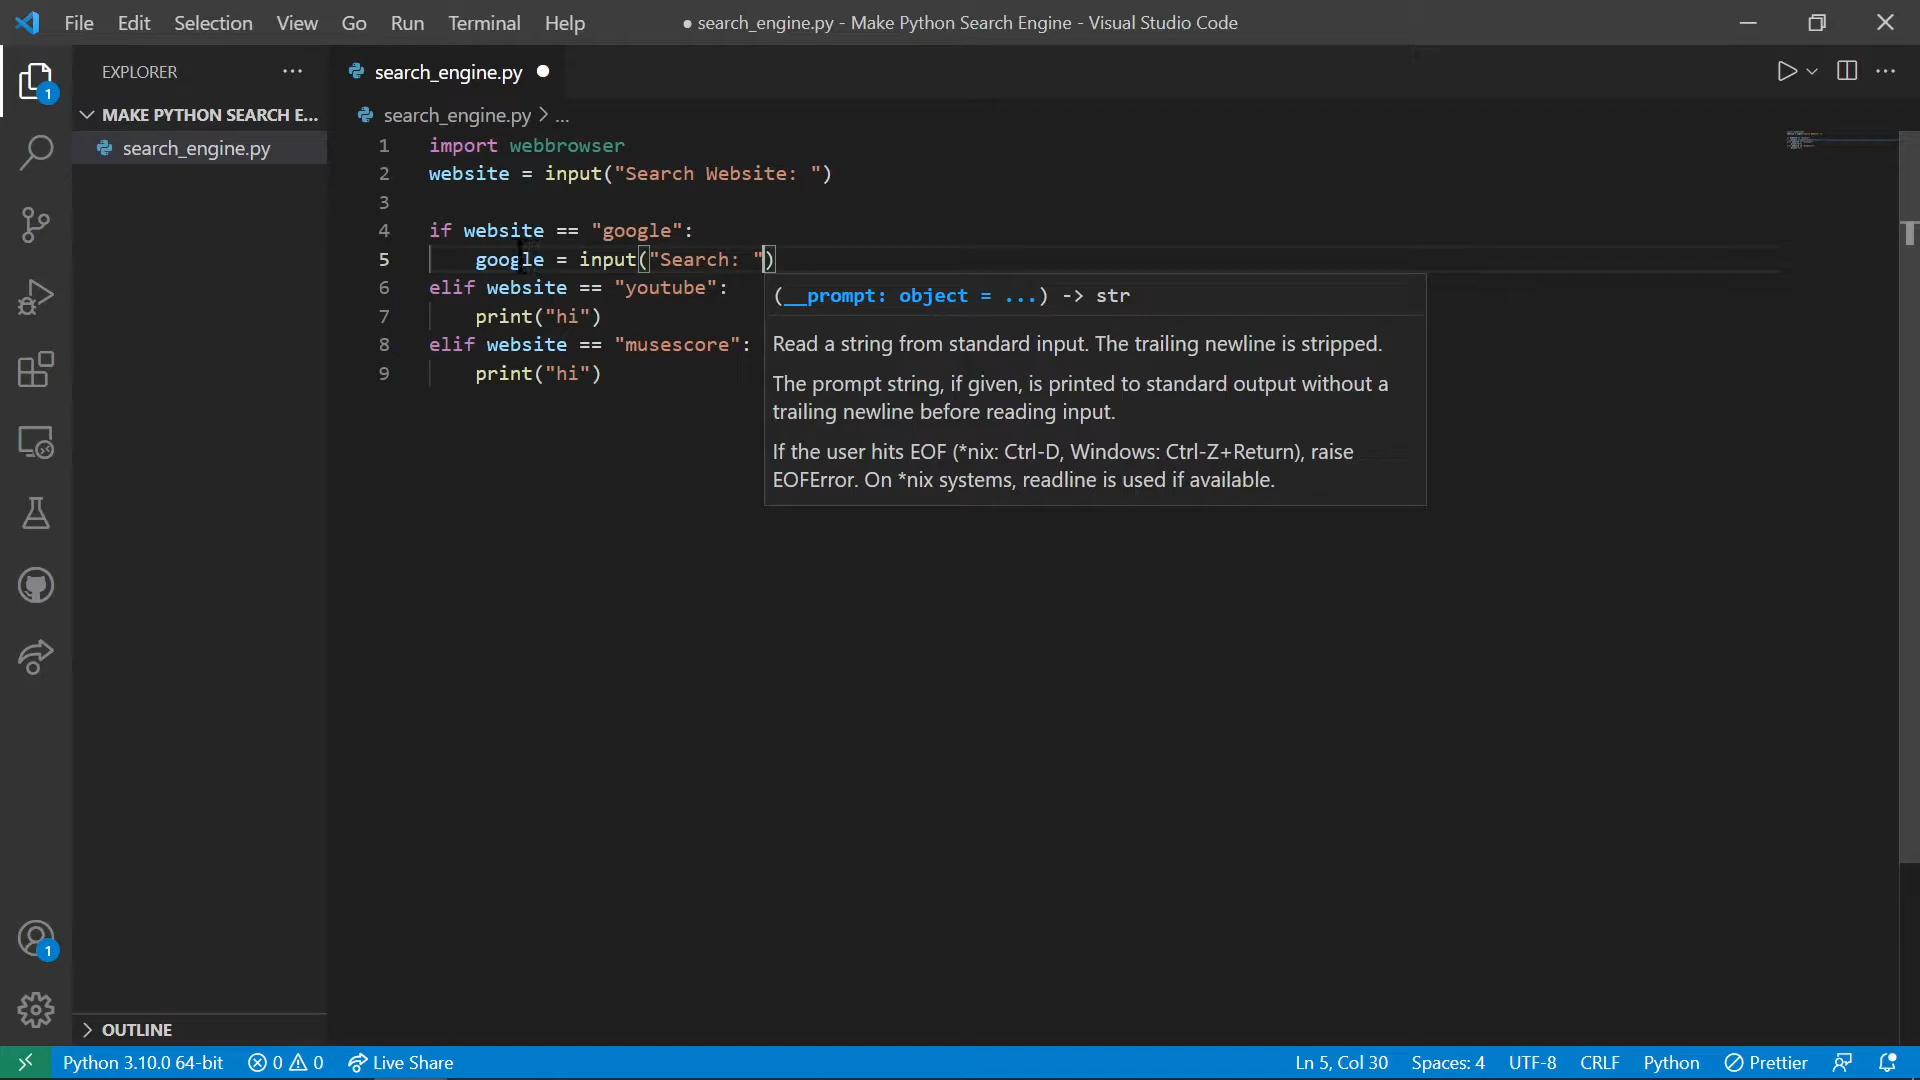 File Edit Selection View Go Run Terminal Help
● search_engine.py - Make Python Search Engine - Visual Studio Code
EXPLORER
MAKE PYTHON SEARCH E...
search_engine.py
OUTLINE
search_engine.py
search_engine.py > ...
1 import webbrowser
2 website = input("Search Website: ")
3
4 if website == "google":
5     google = input("Search: ")
6 elif website == "youtube":
7     print("hi")
8 elif website == "musescore":
9     print("hi")
(__prompt: object = ...) -> str
Read a string from standard input. The trailing newline is stripped.
The prompt string, if given, is printed to standard output without a
trailing newline before reading input.
If the user hits EOF (*nix: Ctrl-D, Windows: Ctrl-Z+Return), raise
EOFError. On *nix systems, readline is used if available.
1
1
Python 3.10.0 64-bit 0 0 Live Share Ln 5, Col 30 Spaces: 4 UTF-8 CRLF Python Prettier